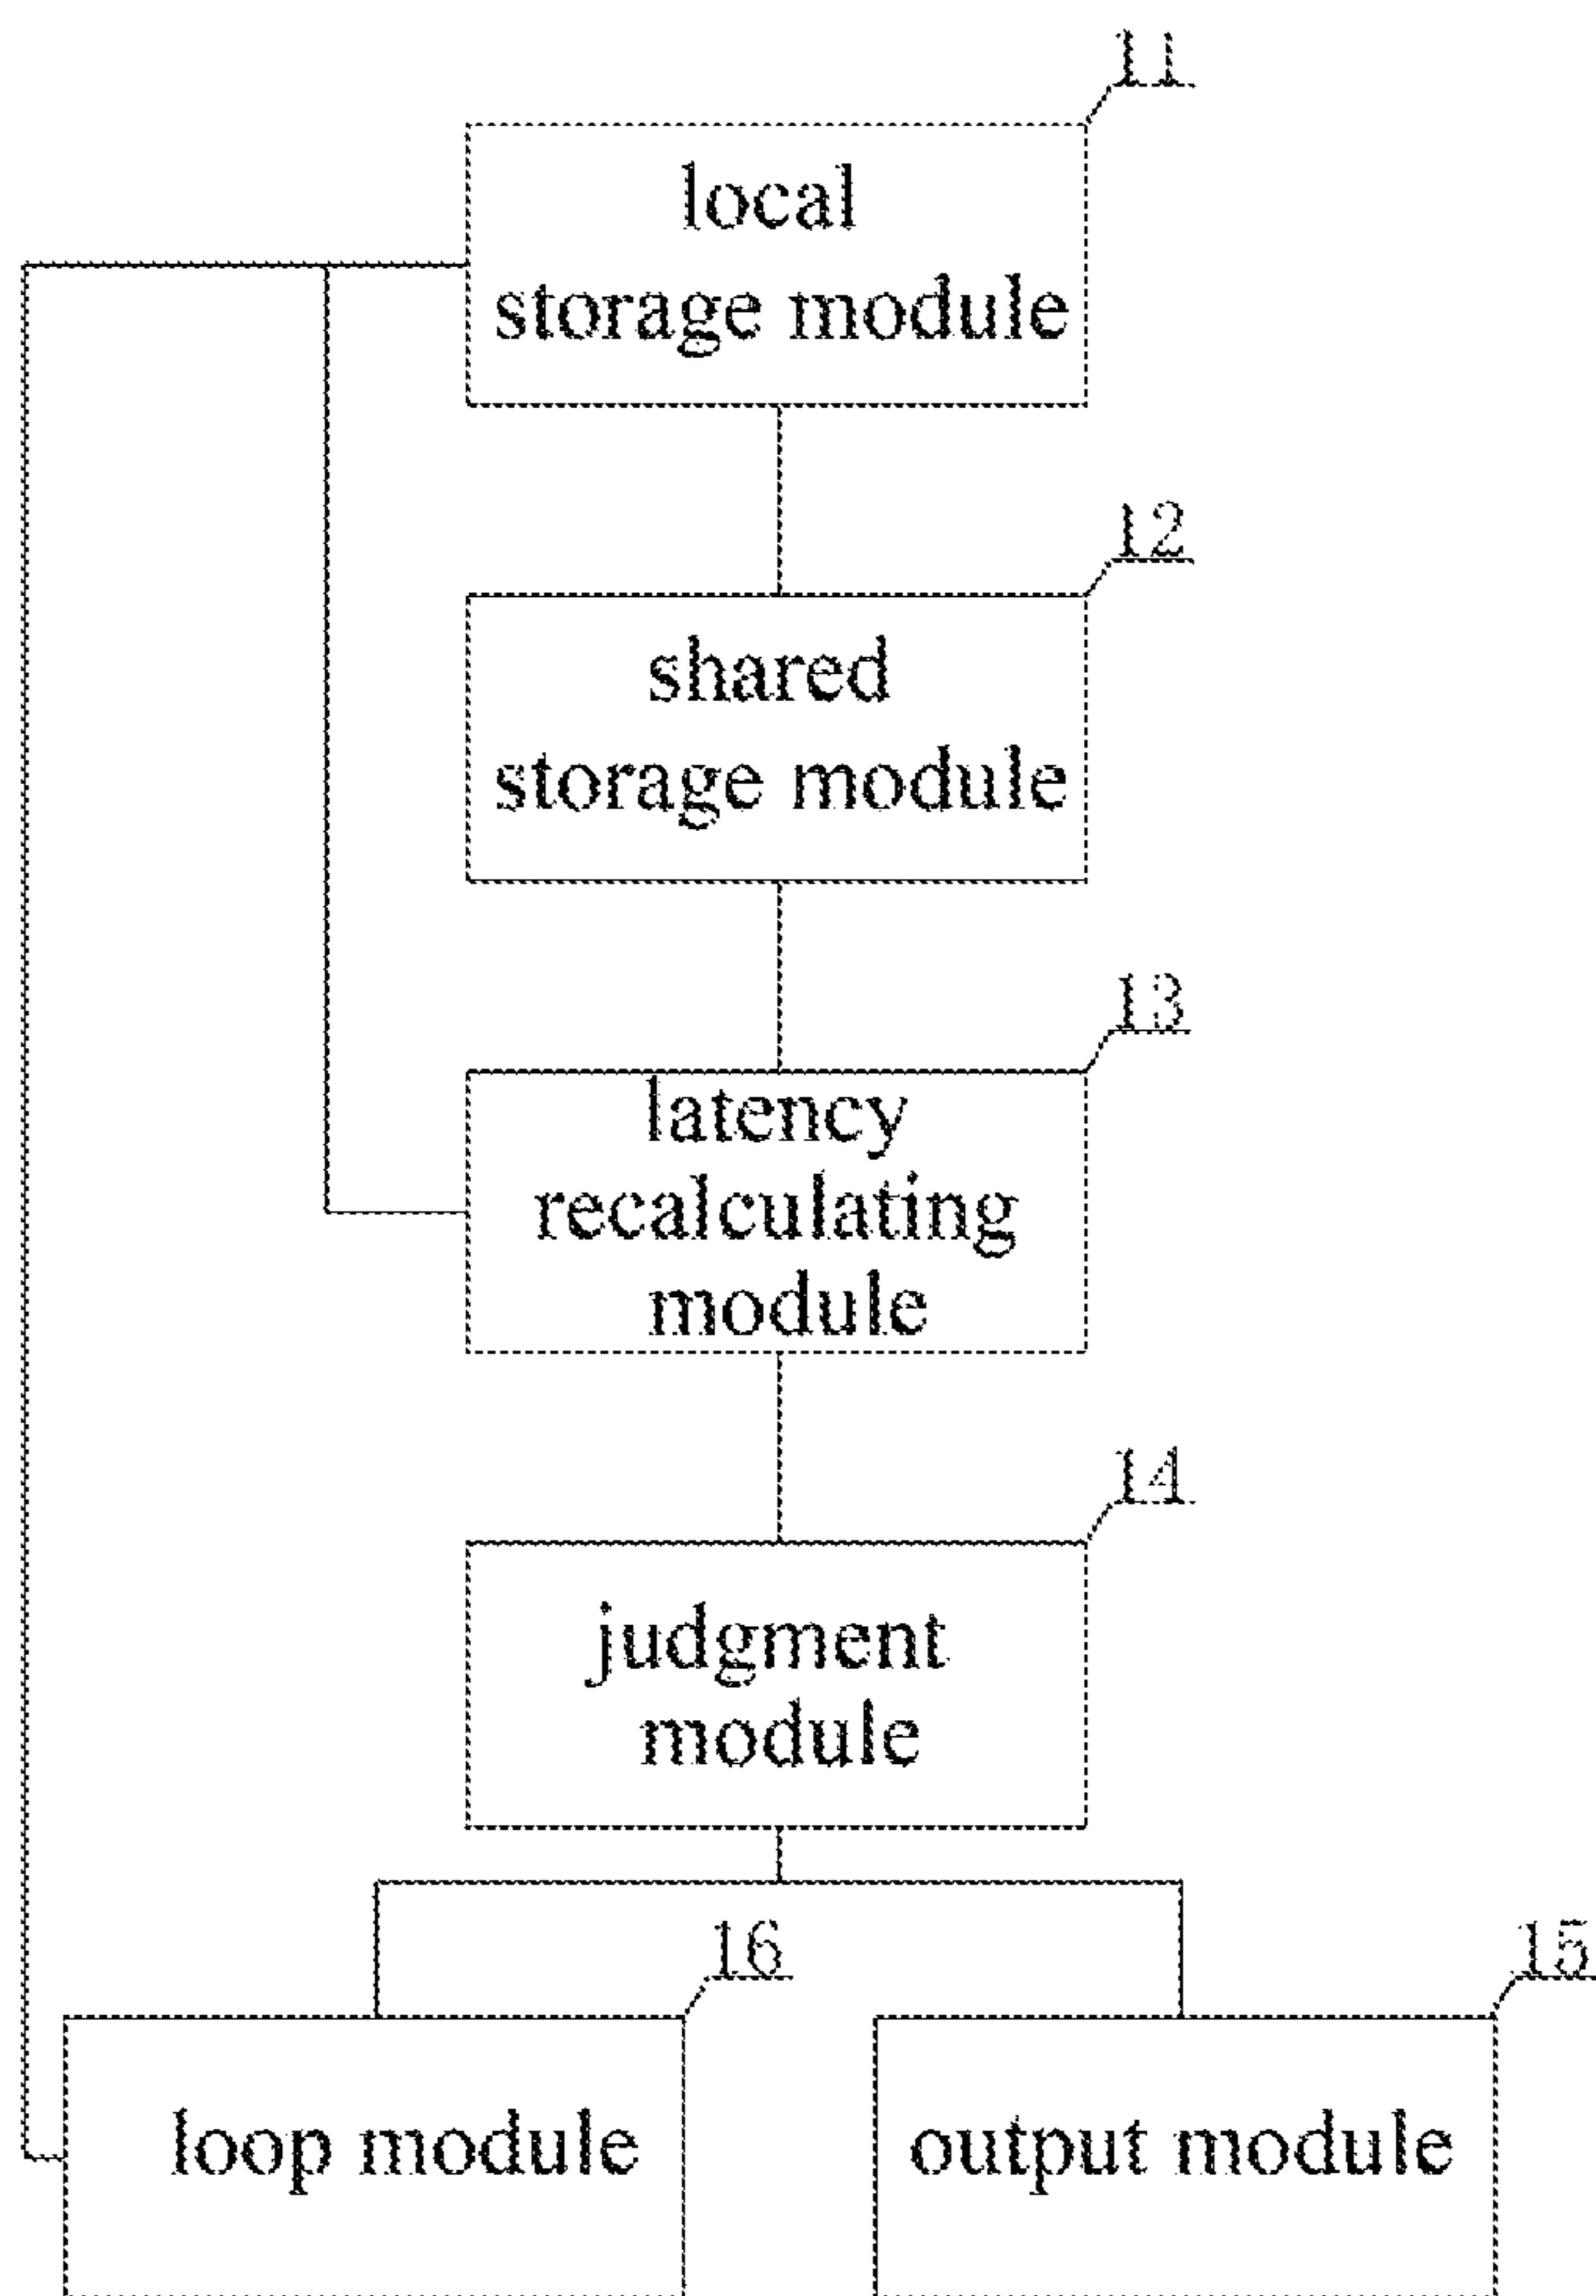 11
local
storage module
12
shared
storage module
13
latency
recalculating
module
14
judgment
module
16
15
loop module
output module